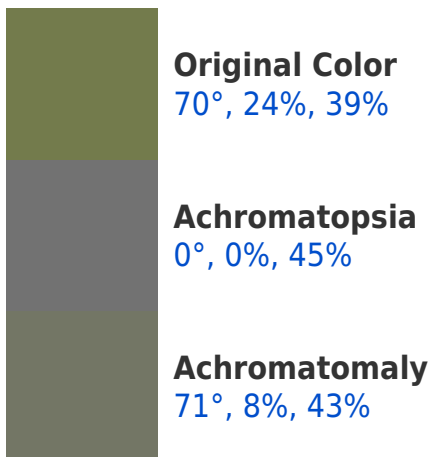 Original Color
70°, 24%, 39%
Achromatopsia
0°, 0%, 45%
Achromatomaly
71°, 8%, 43%